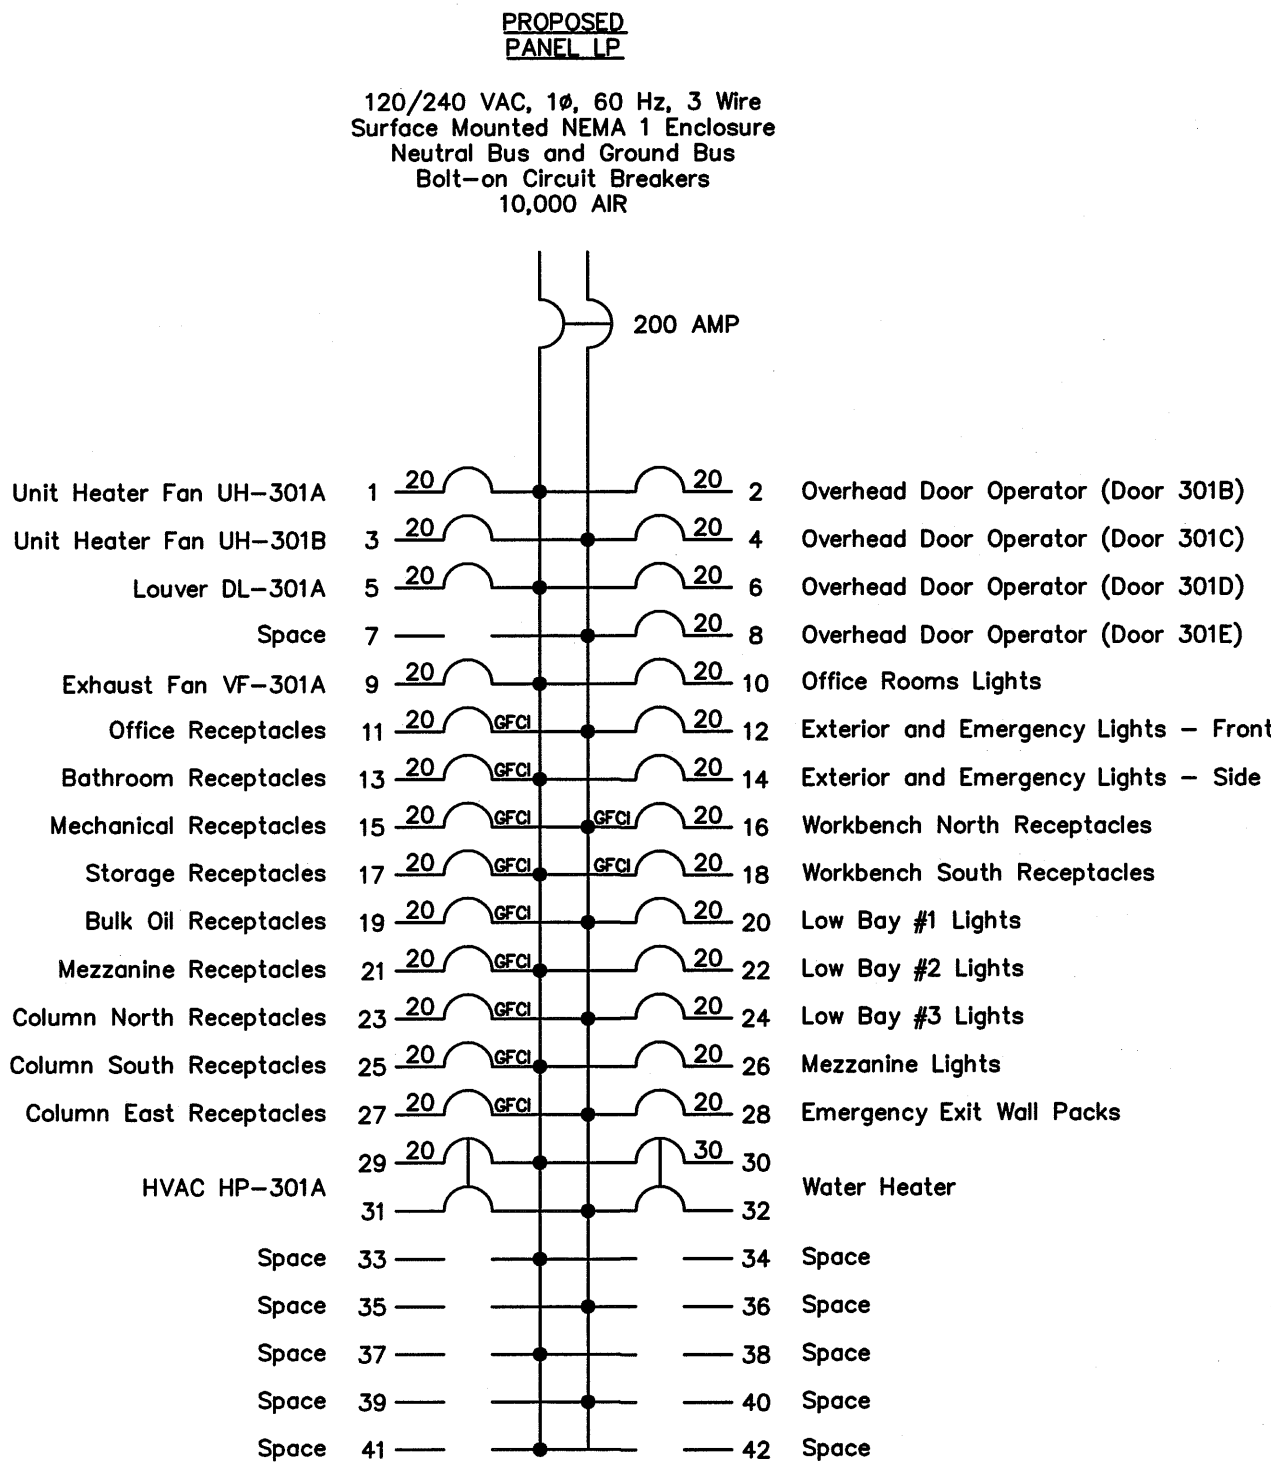 PROPOSED
PANEL LP
120/240 VAC, 1ø, 60 Hz, 3 Wire
Surface Mounted NEMA 1 Enclosure
Neutral Bus and Ground Bus
Bolt-on Circuit Breakers
10,000 AIR
200 AMP
Unit Heater Fan UH-301A 1 20 20 2 Overhead Door Operator (Door 301B)
Unit Heater Fan UH-301B 3 20 20 4 Overhead Door Operator (Door 301C)
Louver DL-301A 5 20 20 6 Overhead Door Operator (Door 301D)
Space 7 20 8 Overhead Door Operator (Door 301E)
Exhaust Fan VF-301A 9 20 20 10 Office Rooms Lights
Office Receptacles 11 20 GFCI 20 12 Exterior and Emergency Lights - Front
Bathroom Receptacles 13 20 GFCI 20 14 Exterior and Emergency Lights - Side
Mechanical Receptacles 15 20 GFCI GFCI 20 16 Workbench North Receptacles
Storage Receptacles 17 20 GFCI GFCI 20 18 Workbench South Receptacles
Bulk Oil Receptacles 19 20 GFCI 20 20 Low Bay #1 Lights
Mezzanine Receptacles 21 20 GFCI 20 22 Low Bay #2 Lights
Column North Receptacles 23 20 GFCI 20 24 Low Bay #3 Lights
Column South Receptacles 25 20 GFCI 20 26 Mezzanine Lights
Column East Receptacles 27 20 GFCI 20 28 Emergency Exit Wall Packs
29 20 30 30
HVAC HP-301A Water Heater
31 32
Space 33 34 Space
Space 35 36 Space
Space 37 38 Space
Space 39 40 Space
Space 41 42 Space